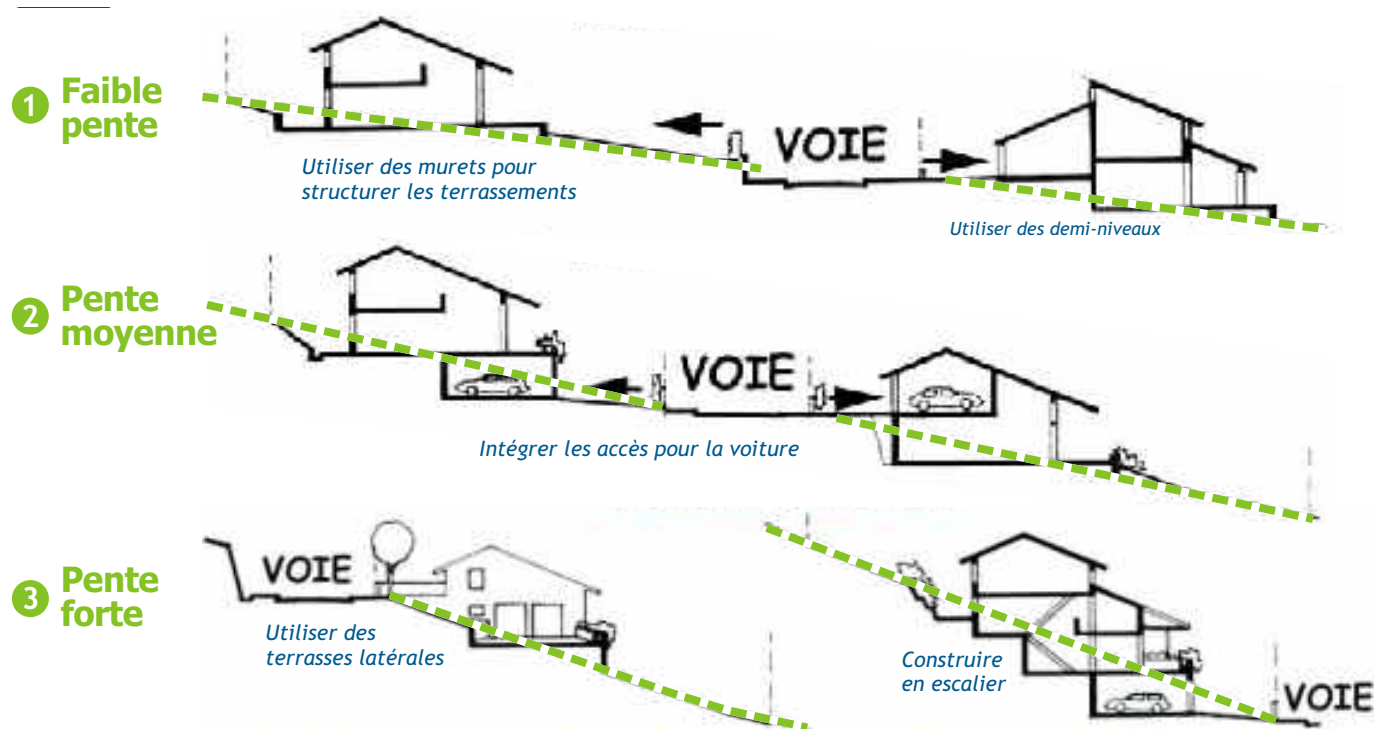 1 Faible
pente
VOIE
Utiliser des murets pour
structurer les terrassements
Utiliser des demi-niveaux
2 Pente
moyenne
VOIE
Intégrer les accès pour la voiture
3 Pente
forte
VOIE
Utiliser des
terrasses latérales
Construire
en escalier
VOIE